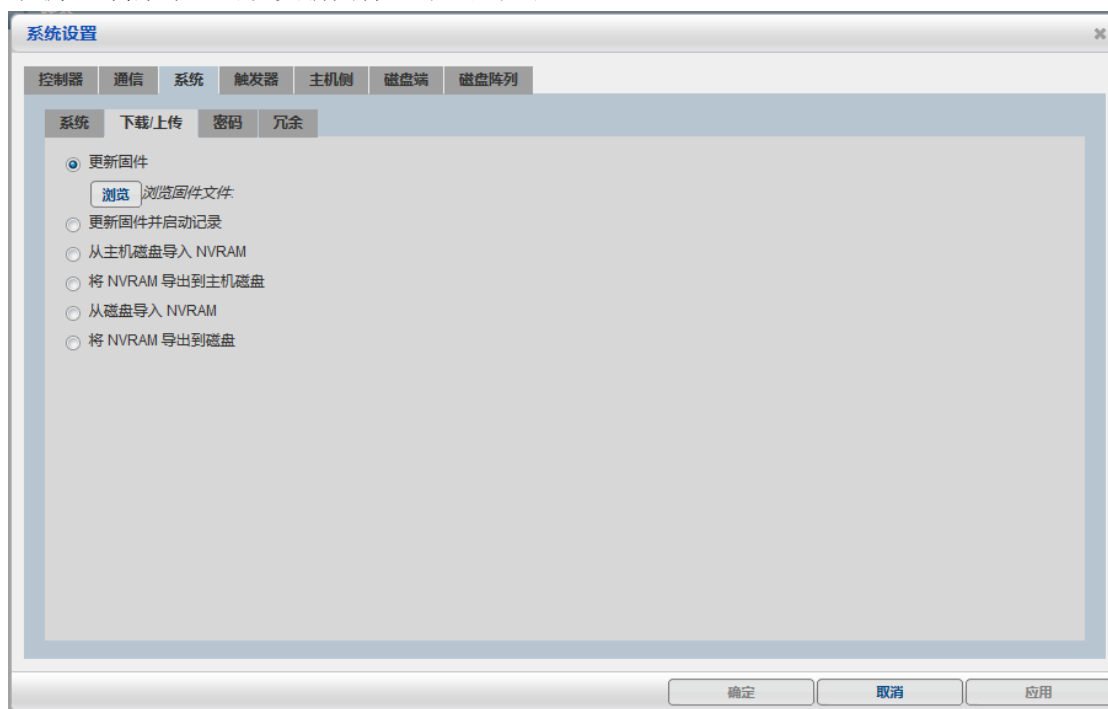 系统设置
控制器 通信 系统 触发器 主机侧 磁盘端 磁盘阵列
系统 下载/上传 密码 冗余
更新固件
浏览 浏览固件文件:
更新固件并启动记录
从主机磁盘导入 NVRAM
将 NVRAM 导出到主机磁盘
从磁盘导入 NVRAM
将 NVRAM 导出到磁盘
确定 取消 应用